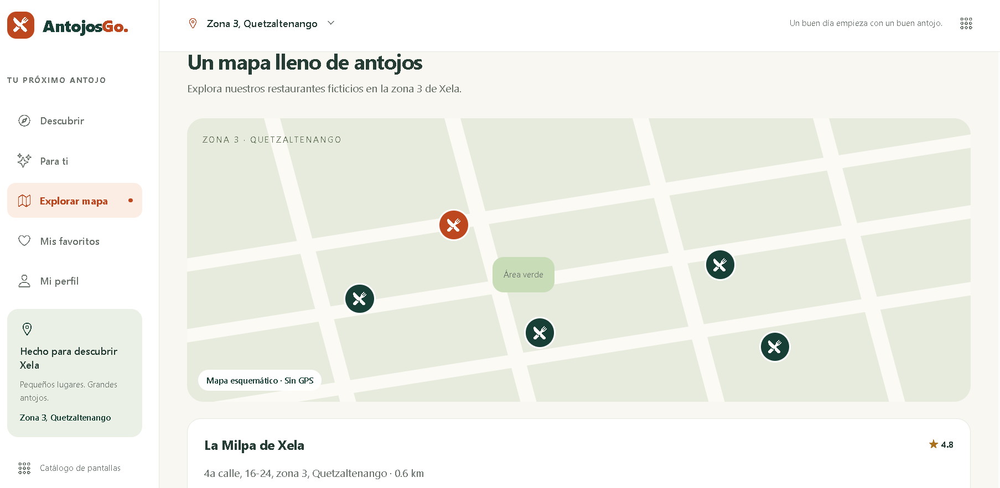 AntojosGo.
TU PRÓXIMO ANTOJO
Descubrir
Para ti
Explorar mapa
Mis favoritos
Mi perfil
Hecho para descubrir
Xela
Pequeños lugares. Grandes
antojos.
Zona 3, Quetzaltenango
Catálogo de pantallas
Zona 3, Quetzaltenango
Un buen día empieza con un buen antojo.
Un mapa lleno de antojos
Explora nuestros restaurantes ficticios en la zona 3 de Xela.
ZONA 3 · QUETZALTENANGO
Área verde
Mapa esquemático · Sin GPS
La Milpa de Xela
4.8
4a calle, 16-24, zona 3, Quetzaltenango · 0.6 km